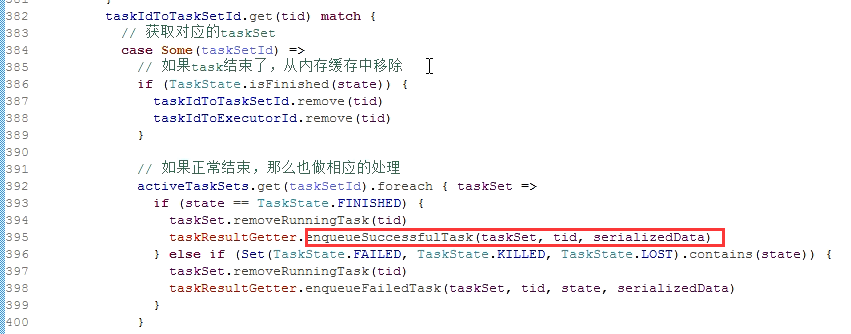 381 }
382 taskIdToTaskSetId.get(tid) match {
383 // 获取对应的taskSet
384 case Some(taskSetId) =>
385 // 如果task结束了，从内存缓存中移除
386 if (TaskState.isFinished(state)) {
387 taskIdToTaskSetId.remove(tid)
388 taskIdToExecutorId.remove(tid)
389 }
390
391 // 如果正常结束，那么也做相应的处理
392 activeTaskSets.get(taskSetId).foreach { taskSet =>
393 if (state == TaskState.FINISHED) {
394 taskSet.removeRunningTask(tid)
395 taskResultGetter.enqueueSuccessfulTask(taskSet, tid, serializedData)
396 } else if (Set(TaskState.FAILED, TaskState.KILLED, TaskState.LOST).contains(state)) {
397 taskSet.removeRunningTask(tid)
398 taskResultGetter.enqueueFailedTask(taskSet, tid, state, serializedData)
399 }
400 }